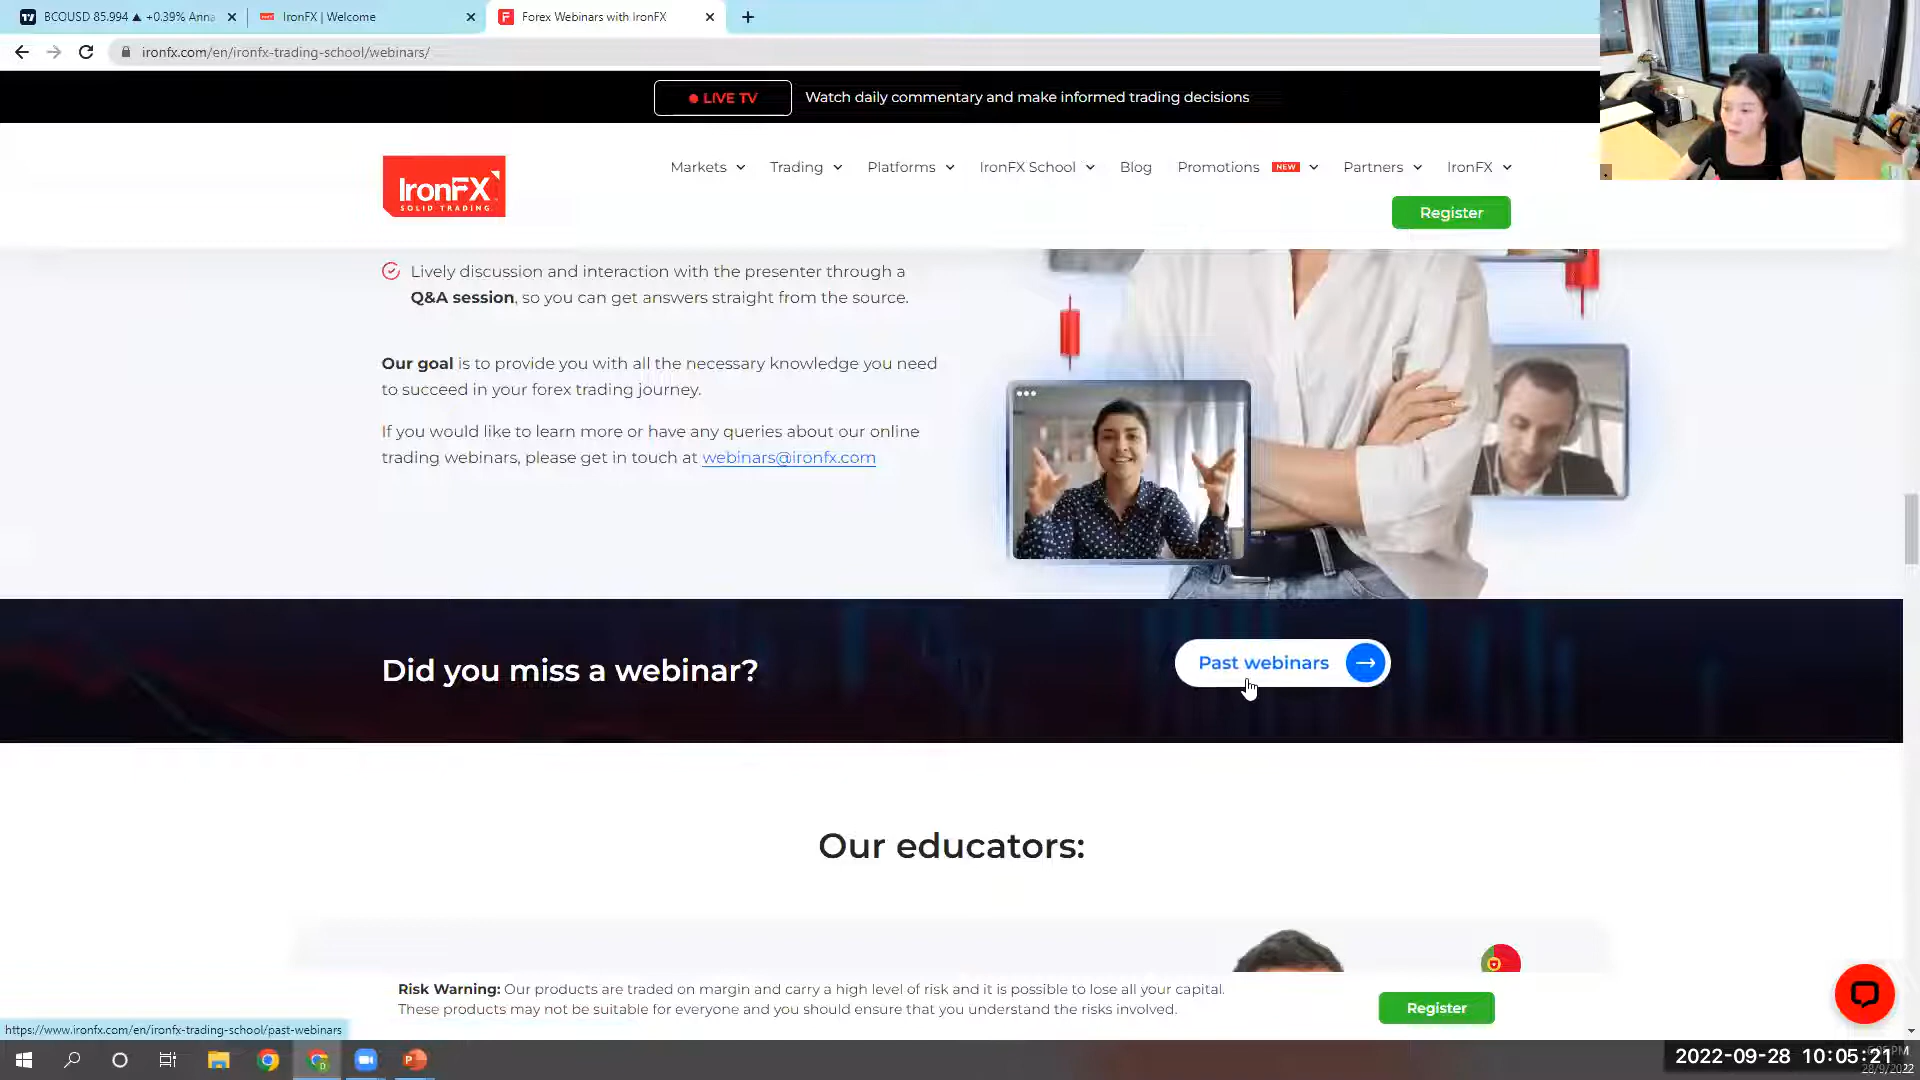 BCOUSD 85.994 ▲ +0.39% Anna
IronFX | Welcome
Forex Webinars with IronFX
ironfx.com/en/ironfx-trading-school/webinars/
LIVE TV
Watch daily commentary and make informed trading decisions
IronFX
SOLID TRADING
Markets
Trading
Platforms
IronFX School
Blog
Promotions NEW
Partners
IronFX
Register
Lively discussion and interaction with the presenter through a
Q&A session, so you can get answers straight from the source.
Our goal is to provide you with all the necessary knowledge you need
to succeed in your forex trading journey.
If you would like to learn more or have any queries about our online
trading webinars, please get in touch at webinars@ironfx.com
Did you miss a webinar?
Past webinars
Our educators:
Risk Warning: Our products are traded on margin and carry a high level of risk and it is possible to lose all your capital.
These products may not be suitable for everyone and you should ensure that you understand the risks involved.
Register
https://www.ironfx.com/en/ironfx-trading-school/past-webinars
2022-09-28 10:05:21
28/9/2022